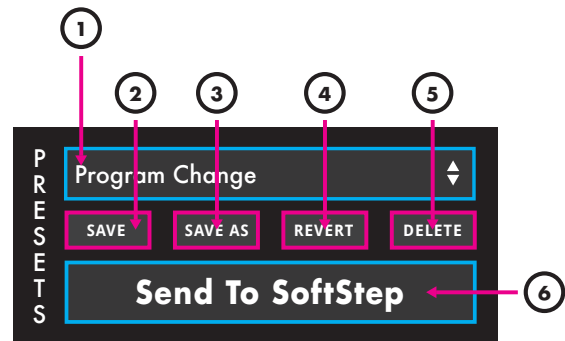 1
2 3 4 5
PRESETS
Program Change
SAVE SAVE AS REVERT DELETE
Send To SoftStep
6